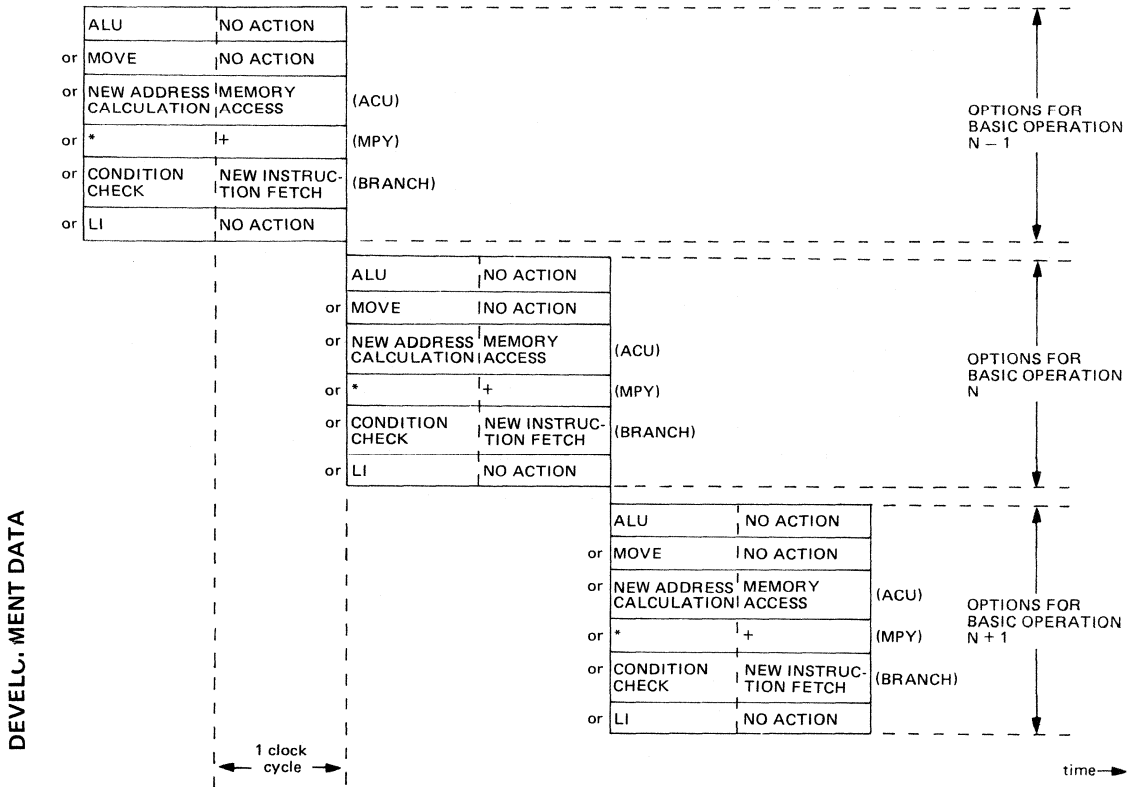 ALU NO ACTION
or MOVE NO ACTION
or NEW ADDRESS MEMORY
CALCULATION ACCESS (ACU)
or * + (MPY)
or CONDITION NEW INSTRUC-
CHECK TION FETCH (BRANCH)
or LI NO ACTION
OPTIONS FOR
BASIC OPERATION
N – 1
ALU NO ACTION
or MOVE NO ACTION
or NEW ADDRESS MEMORY
CALCULATION ACCESS (ACU)
or * + (MPY)
or CONDITION NEW INSTRUC-
CHECK TION FETCH (BRANCH)
or LI NO ACTION
OPTIONS FOR
BASIC OPERATION
N
ALU NO ACTION
or MOVE NO ACTION
or NEW ADDRESS MEMORY
CALCULATION ACCESS (ACU)
or * + (MPY)
or CONDITION NEW INSTRUC-
CHECK TION FETCH (BRANCH)
or LI NO ACTION
OPTIONS FOR
BASIC OPERATION
N + 1
DATA
1 clock
cycle
time